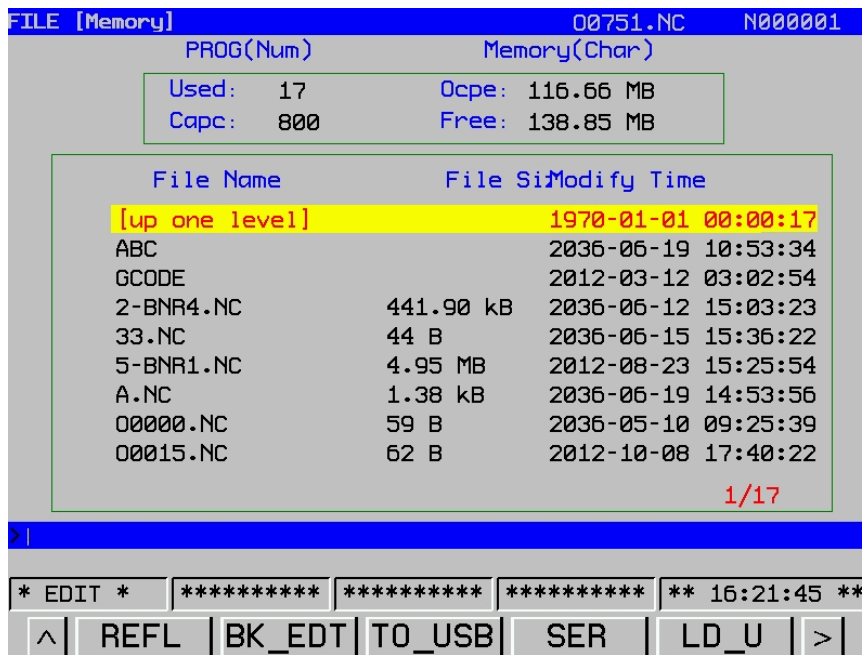 FILE [Memory] O0751.NC N000001
PROG(Num) Memory(Char)
Used: 17 Ocpe: 116.66 MB
Capc: 800 Free: 138.85 MB
File Name File Si Modify Time
[up one level] 1970-01-01 00:00:17
ABC 2036-06-19 10:53:34
GCODE 2012-03-12 03:02:54
2-BNR4.NC 441.90 kB 2036-06-12 15:03:23
33.NC 44 B 2036-06-15 15:36:22
5-BNR1.NC 4.95 MB 2012-08-23 15:25:54
A.NC 1.38 kB 2036-06-19 14:53:56
O0000.NC 59 B 2036-05-10 09:25:39
O0015.NC 62 B 2012-10-08 17:40:22
1/17
>
* EDIT * ********** ********** ********** ** 16:21:45 **
^ REFL BK_EDT TO_USB SER LD_U >